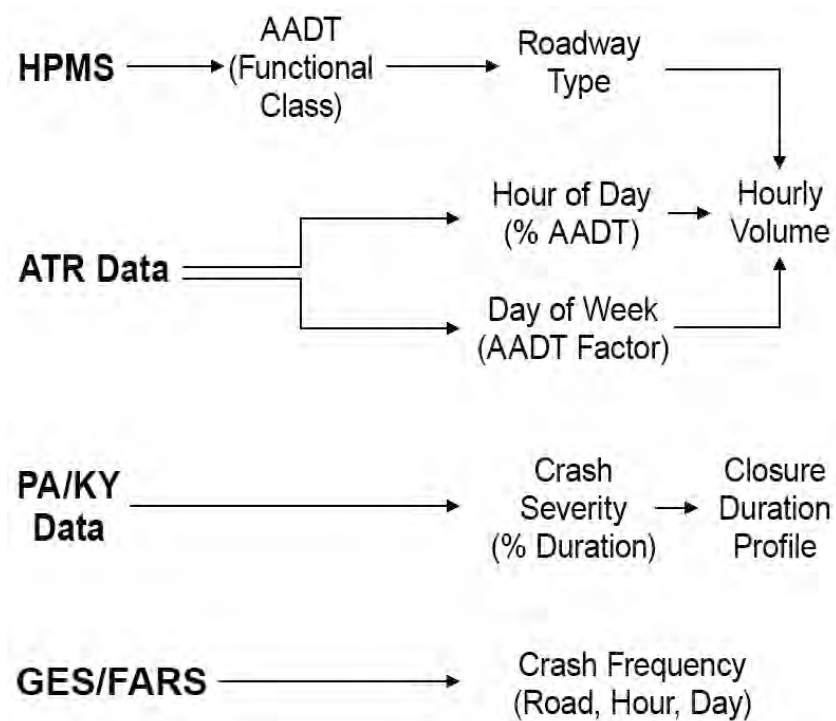 HPMS
AADT
(Functional
Class)
Roadway
Type
Hour of Day
(% AADT)
Hourly
Volume
ATR Data
Day of Week
(AADT Factor)
PA/KY
Data
Crash
Severity
(% Duration)
Closure
Duration
Profile
GES/FARS
Crash Frequency
(Road, Hour, Day)